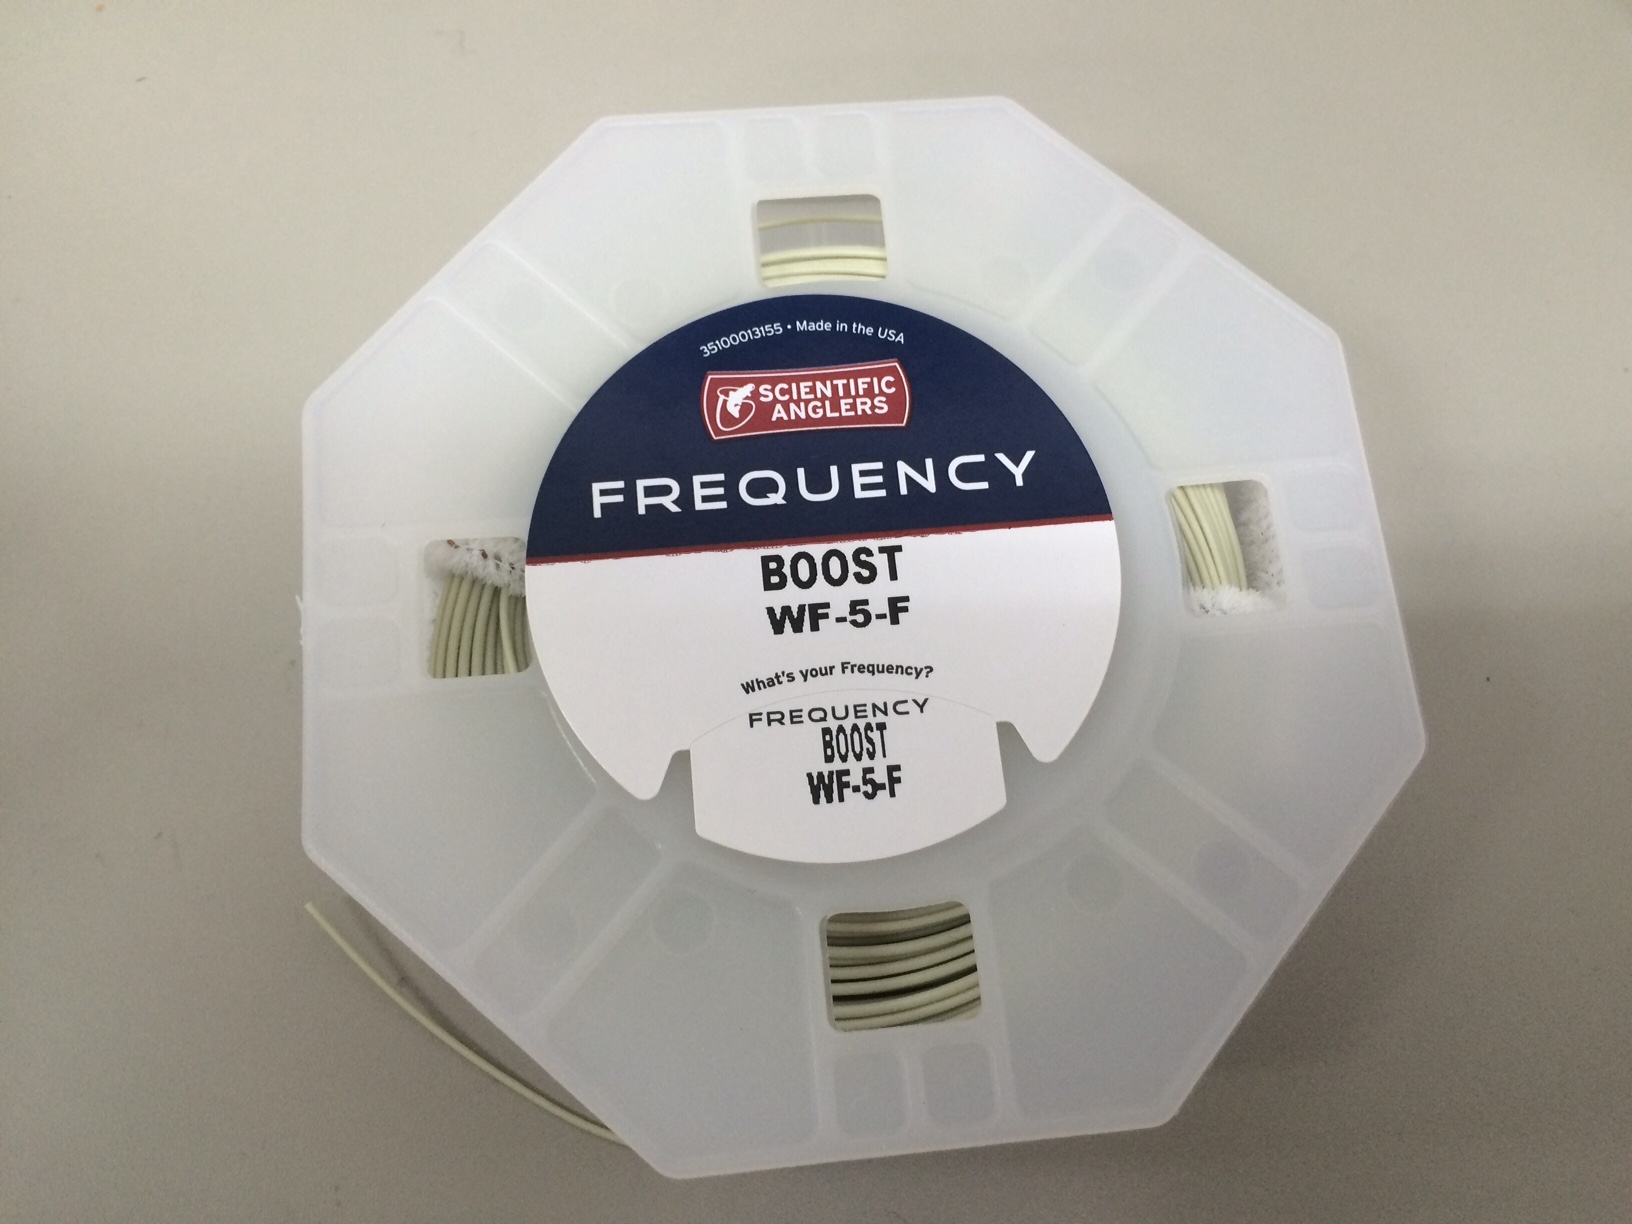 35100013155 • Made in the USA
SCIENTIFIC
ANGLERS
FREQUENCY
BOOST
WF-5-F
What's your Frequency?
FREQUENCY
BOOST
WF-5-F